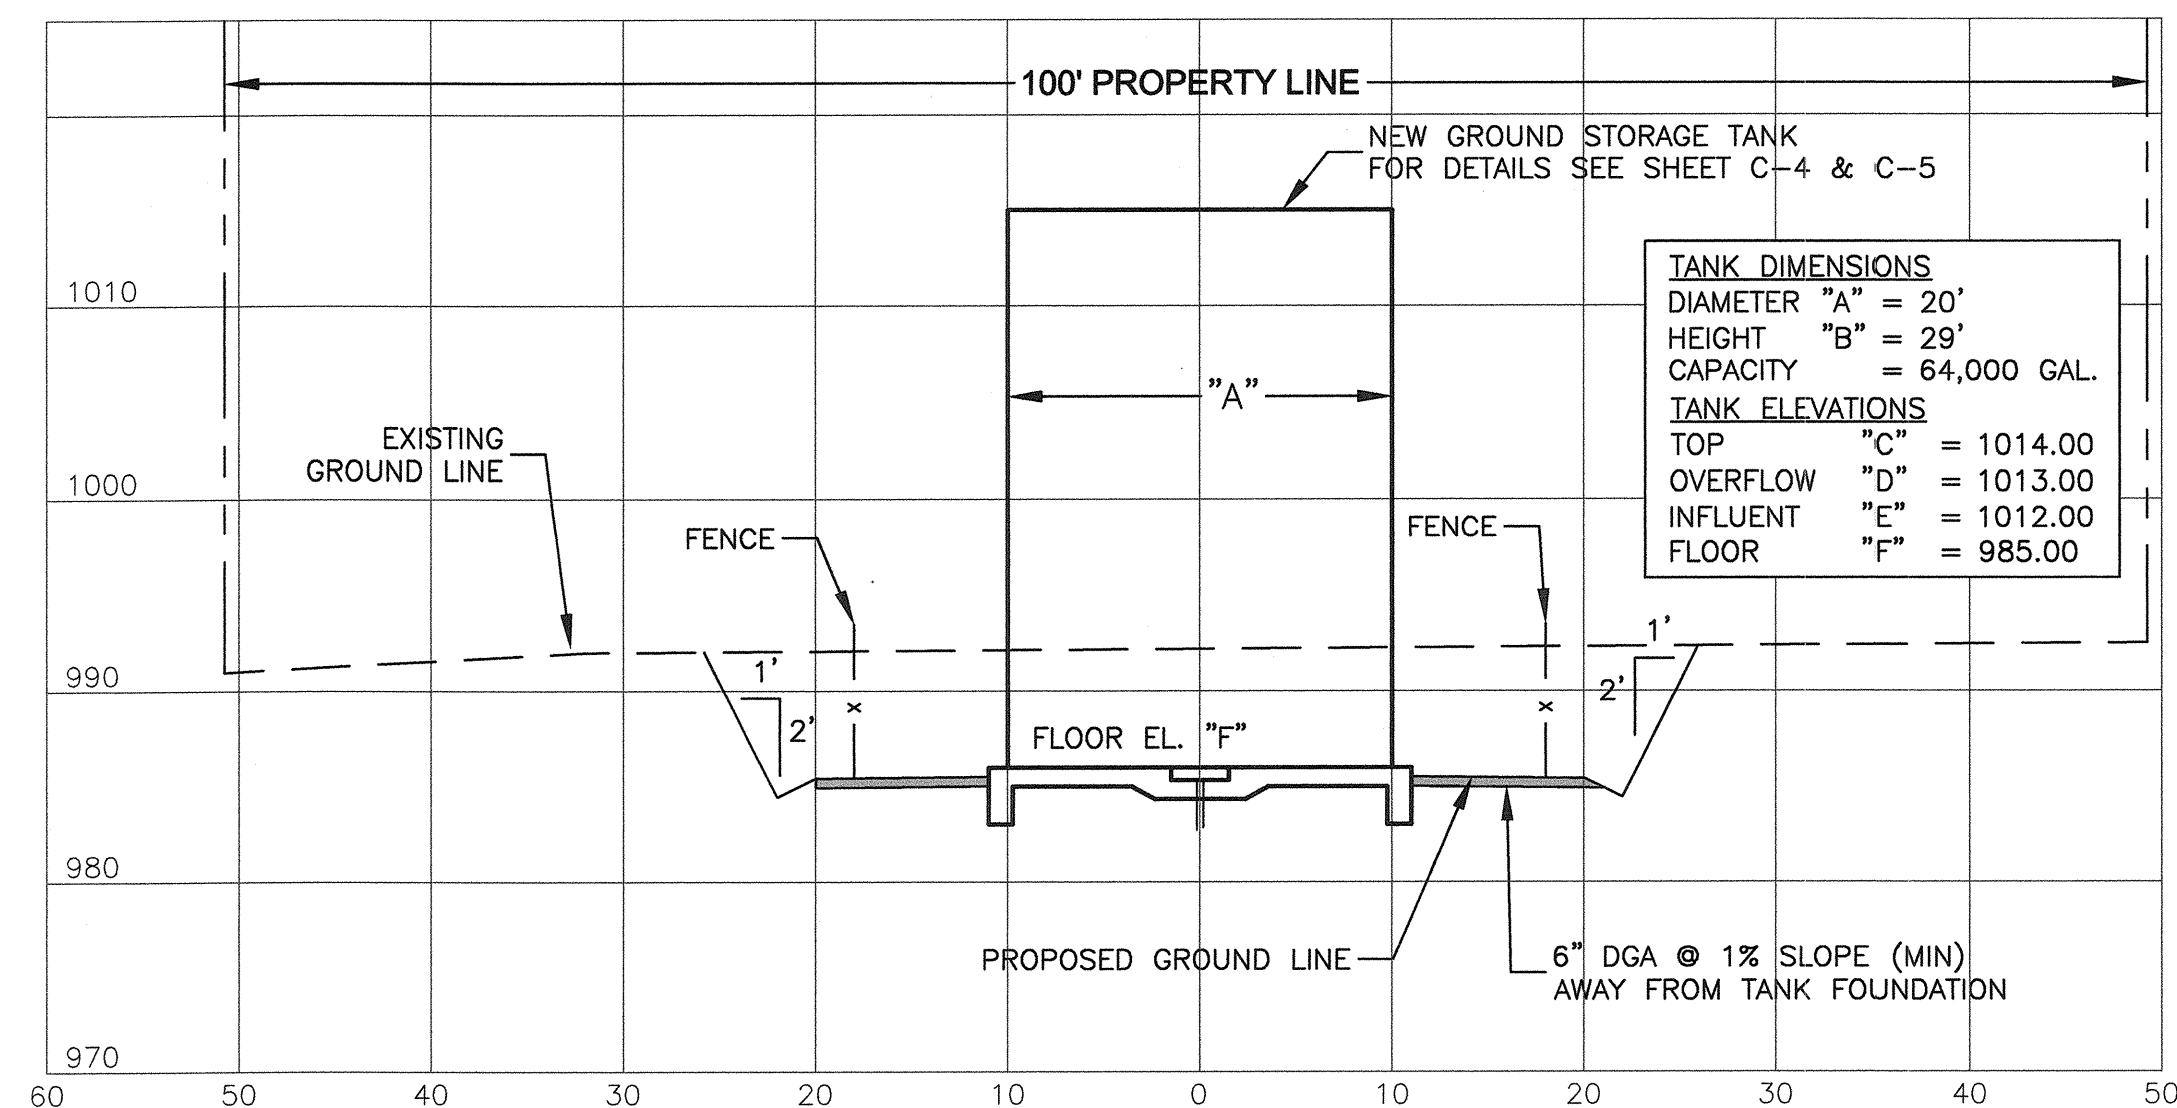 100' PROPERTY LINE
NEW GROUND STORAGE TANK
FOR DETAILS SEE SHEET C-4 & C-5
TANK DIMENSIONS
DIAMETER "A" = 20'
HEIGHT "B" = 29'
CAPACITY = 64,000 GAL.
TANK ELEVATIONS
TOP "C" = 1014.00
OVERFLOW "D" = 1013.00
INFLUENT "E" = 1012.00
FLOOR "F" = 985.00
1010
"A"
EXISTING
GROUND LINE
1000
FENCE
FENCE
1'
2'
1'
2'
990
x
x
FLOOR EL. "F"
980
PROPOSED GROUND LINE
6" DGA @ 1% SLOPE (MIN)
AWAY FROM TANK FOUNDATION
970
60 50 40 30 20 10 0 10 20 30 40 50